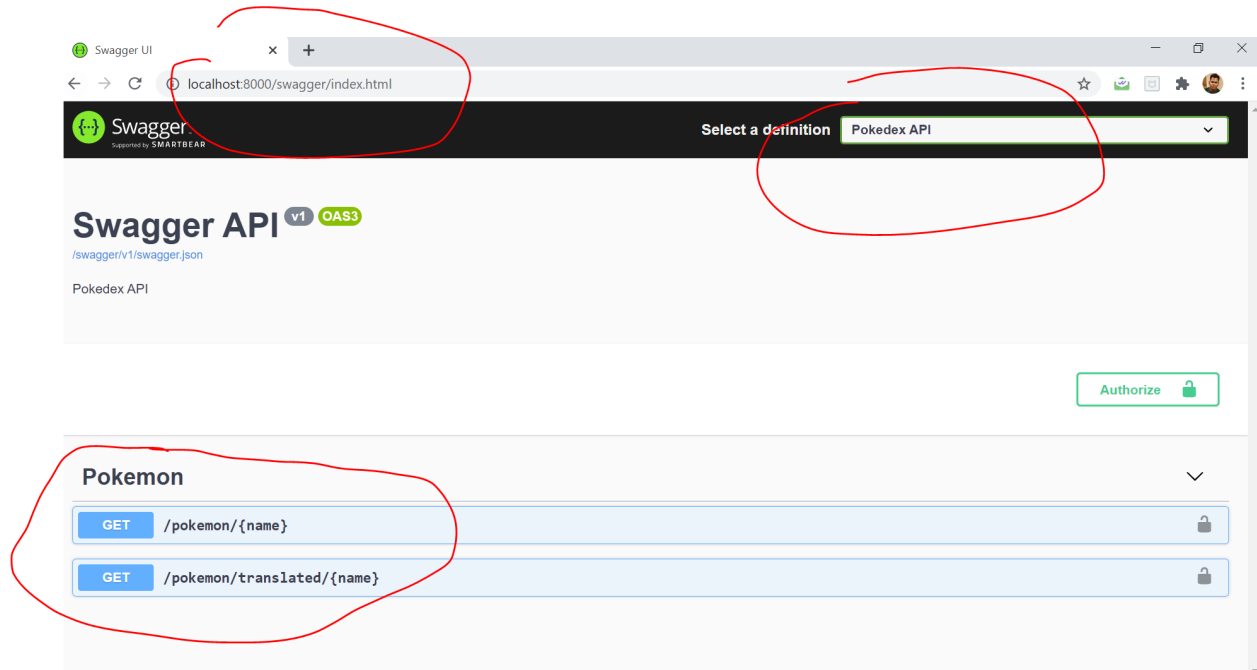 Swagger UI
localhost:8000/swagger/index.html
Swagger
Supported by SMARTBEAR
Select a definition Pokedex API
Swagger API v1 OAS3
/swagger/v1/swagger.json
Pokedex API
Authorize
Pokemon
GET /pokemon/{name}
GET /pokemon/translated/{name}